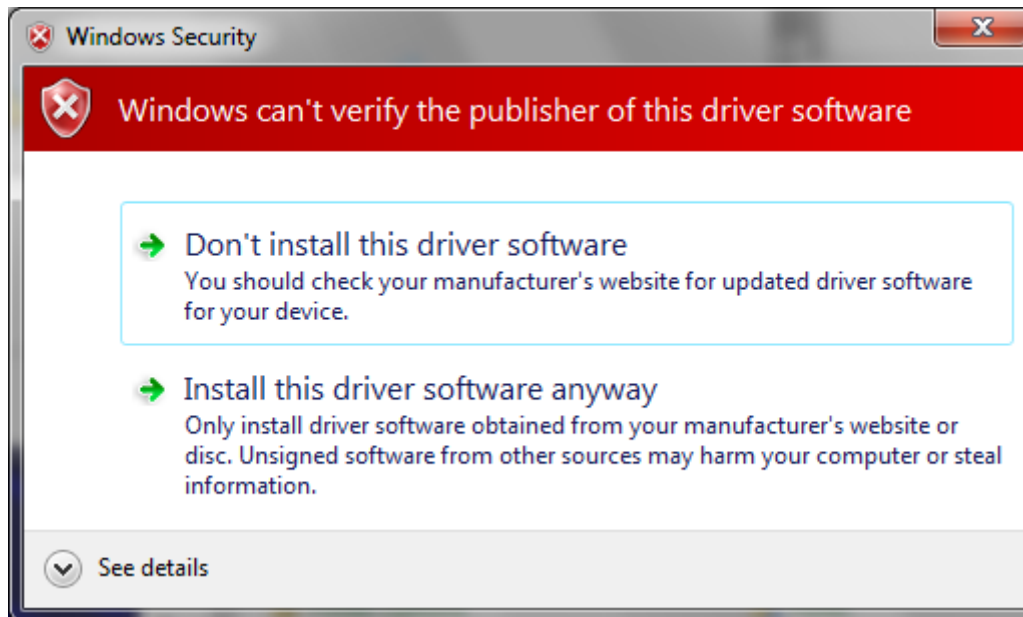 Windows Security
Windows can't verify the publisher of this driver software
Don't install this driver software
You should check your manufacturer's website for updated driver software
for your device.
Install this driver software anyway
Only install driver software obtained from your manufacturer's website or
disc. Unsigned software from other sources may harm your computer or steal
information.
See details